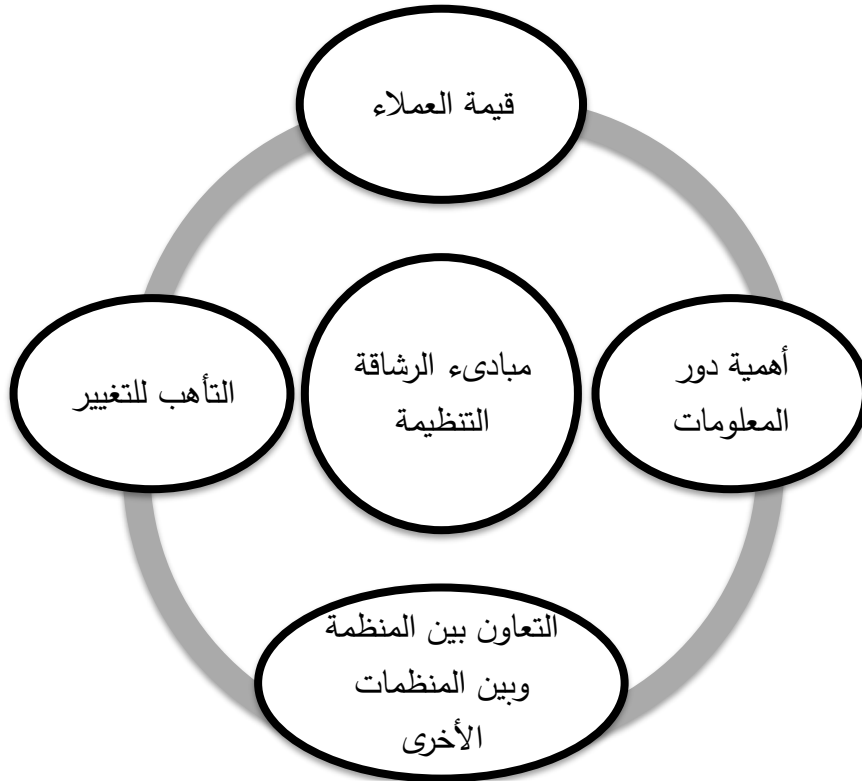 قيمة العملاء
أهمية دور
المعلومات
مبادىء الرشاقة
التنظيمة
التأهب للتغيير
التعاون بين المنظمة
وبين المنظمات
الأخرى